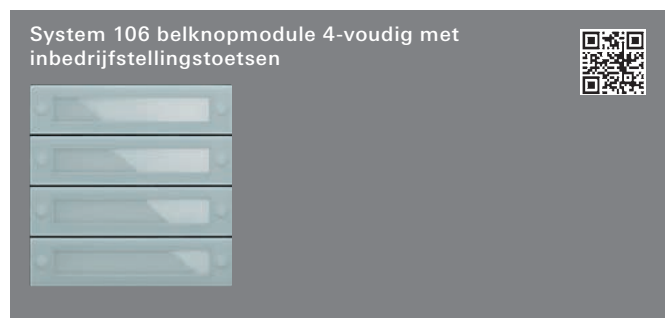 System 106 belknopmodule 4-voudig met
inbedrijfstellingstoetsen